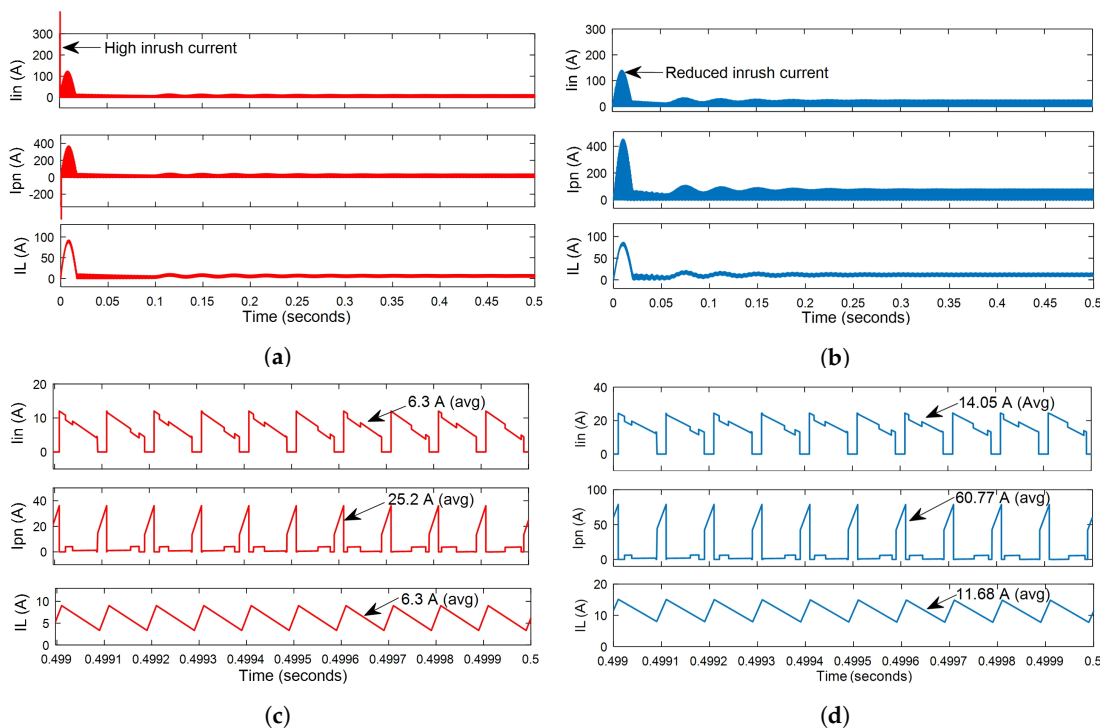 300
200
100
0
Iin (A)
High inrush current
400
200
0
-200
Ipn (A)
100
50
0
IL (A)
0 0.05 0.1 0.15 0.2 0.25 0.3 0.35 0.4 0.45 0.5
Time (seconds)
(a)
300
200
100
0
Iin (A)
Reduced inrush current
400
200
0
Ipn (A)
100
50
0
IL (A)
0 0.05 0.1 0.15 0.2 0.25 0.3 0.35 0.4 0.45 0.5
Time (seconds)
(b)
20
10
0
Iin (A)
6.3 A (avg)
40
20
0
Ipn (A)
25.2 A (avg)
10
5
0
IL (A)
6.3 A (avg)
0.499 0.4991 0.4992 0.4993 0.4994 0.4995 0.4996 0.4997 0.4998 0.4999 0.5
Time (seconds)
(c)
40
20
0
Iin (A)
14.05 A (Avg)
100
50
0
Ipn (A)
60.77 A (avg)
20
10
0
IL (A)
11.68 A (avg)
0.499 0.4991 0.4992 0.4993 0.4994 0.4995 0.4996 0.4997 0.4998 0.4999 0.5
Time (seconds)
(d)